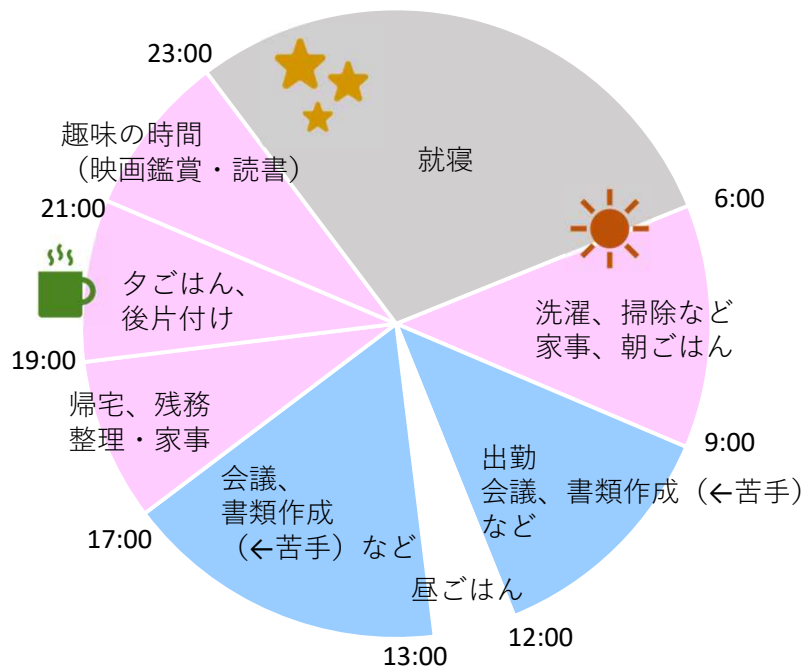 23:00
就寝
6:00
洗濯、掃除など
家事、朝ごはん
9:00
出勤
会議、書類作成（←苦手）
など
12:00
昼ごはん
13:00
会議、
書類作成
（←苦手）など
17:00
帰宅、残務
整理・家事
19:00
夕ごはん、
後片付け
21:00
趣味の時間
（映画鑑賞・読書）